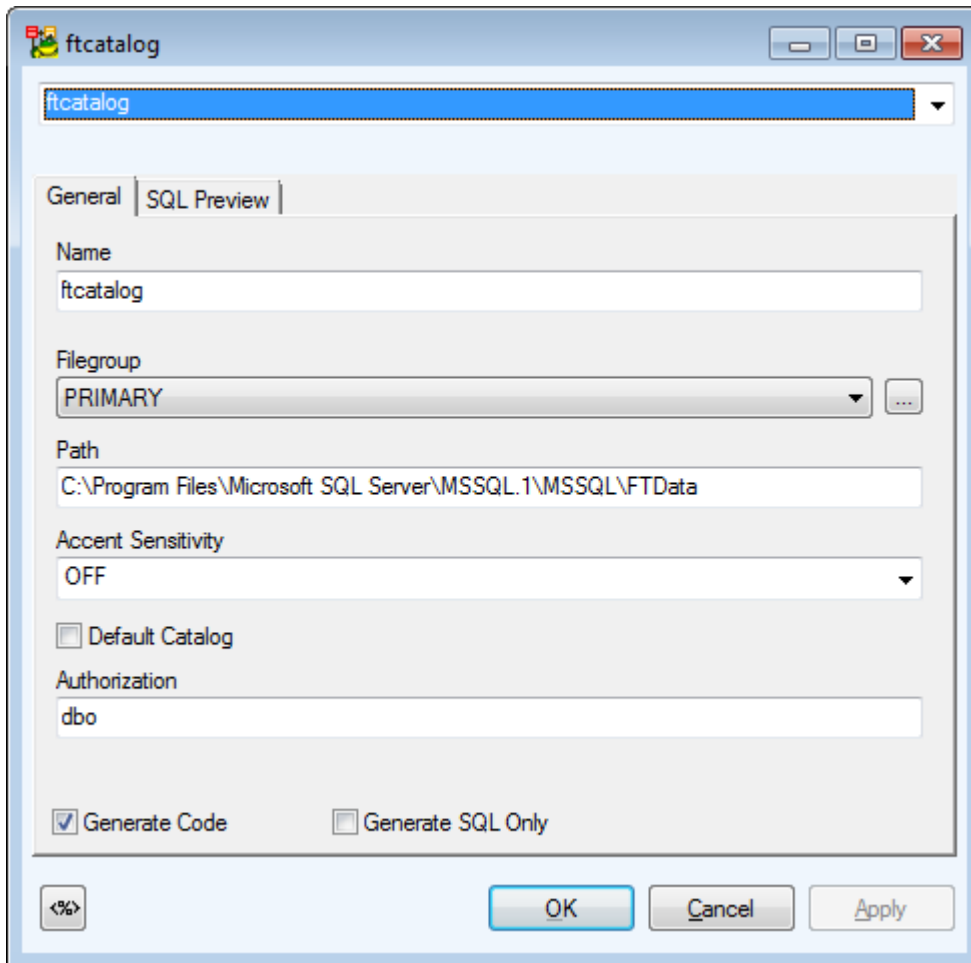 ftcatalog
ftcatalog
General SQL Preview
Name
ftcatalog
Filegroup
PRIMARY
...
Path
C:\Program Files\Microsoft SQL Server\MSSQL.1\MSSQL\FTData
Accent Sensitivity
OFF
Default Catalog
Authorization
dbo
Generate Code Generate SQL Only
<%> OK Cancel Apply